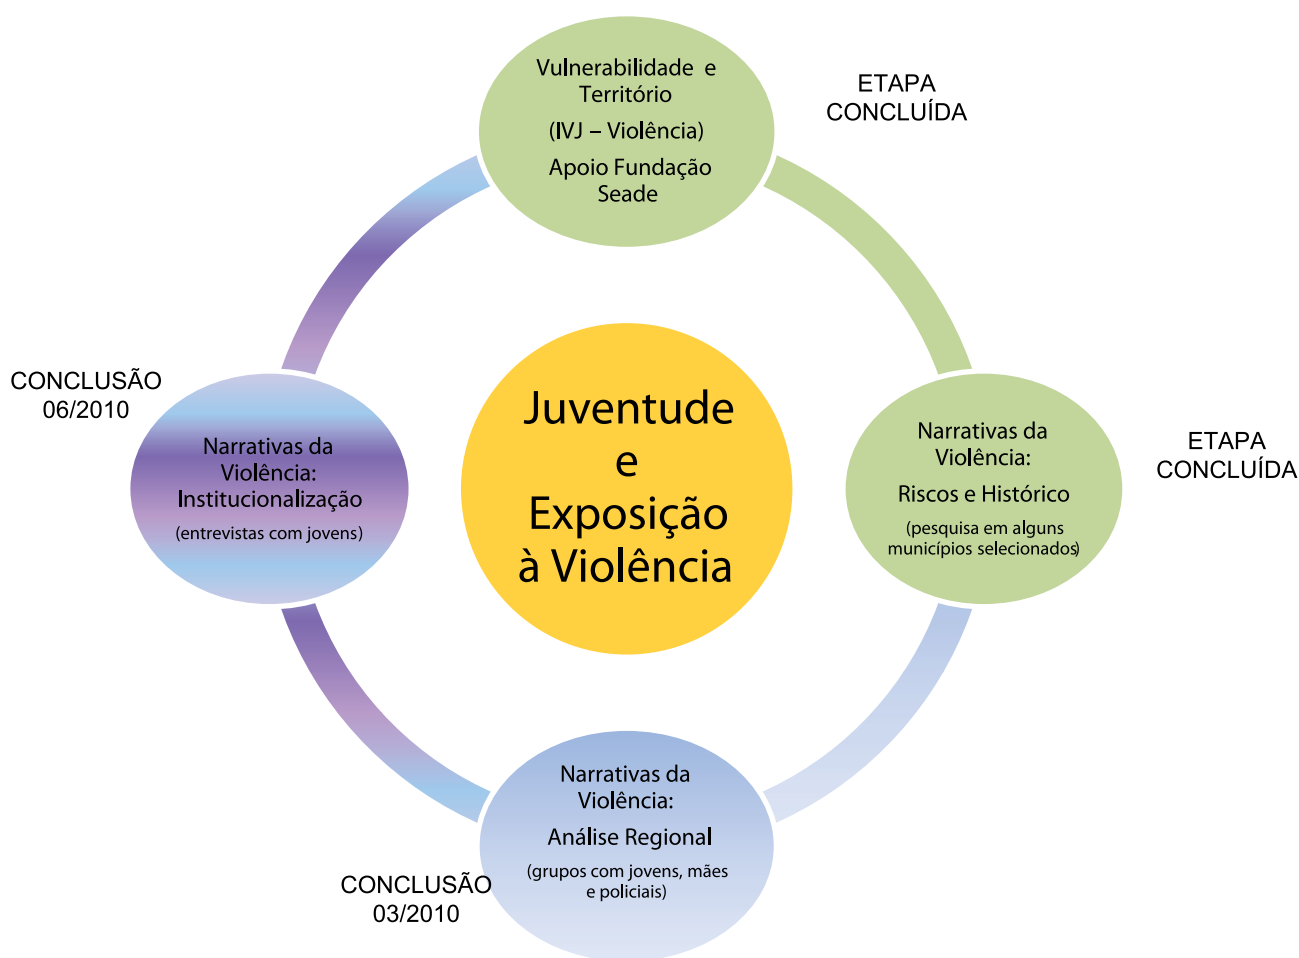 Vulnerabilidade e
Território
(IVJ – Violência)
Apoio Fundação
Seade
ETAPA
CONCLUÍDA
Narrativas da
Violência:
Riscos e Histórico
(pesquisa em alguns
municípios selecionados)
ETAPA
CONCLUÍDA
Juventude
e
Exposição
à Violência
CONCLUSÃO
06/2010
Narrativas da
Violência:
Institucionalização
(entrevistas com jovens)
Narrativas da
Violência:
Análise Regional
(grupos com jovens, mães
e policiais)
CONCLUSÃO
03/2010